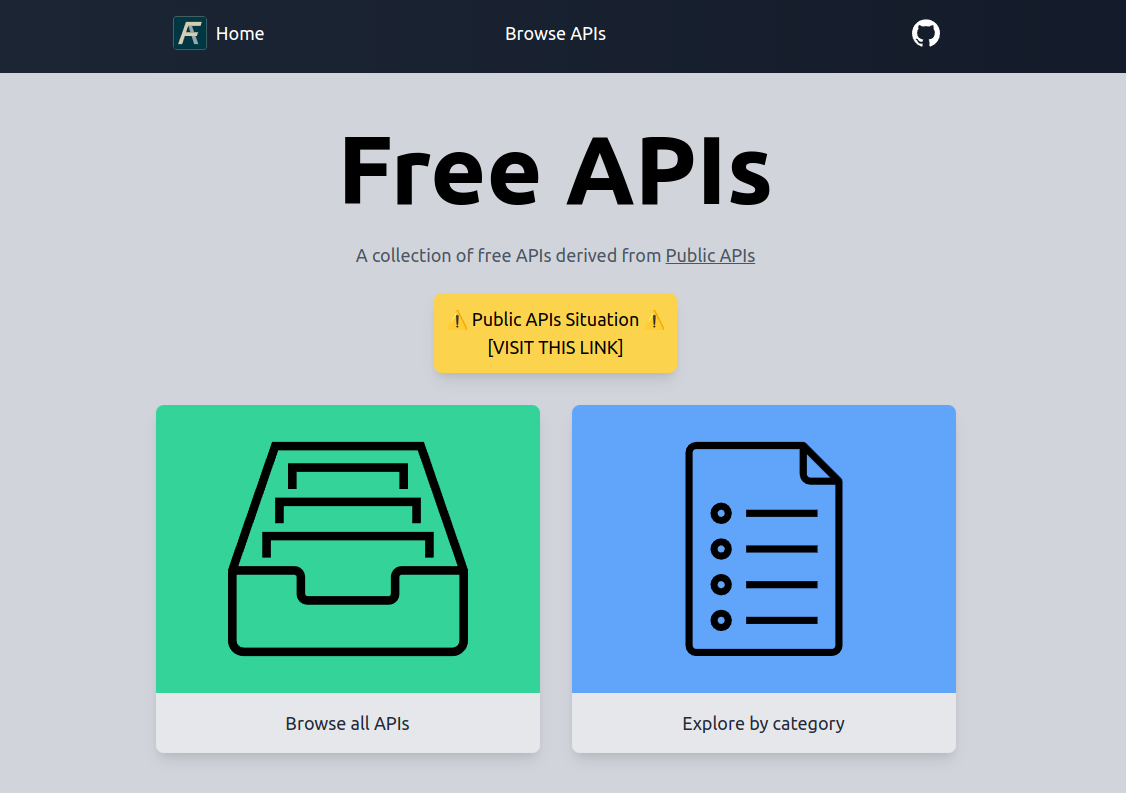 Home
Browse APIs
Free APIs
A collection of free APIs derived from Public APIs
⚠️ Public APIs Situation ⚠️
[VISIT THIS LINK]
Browse all APIs
Explore by category